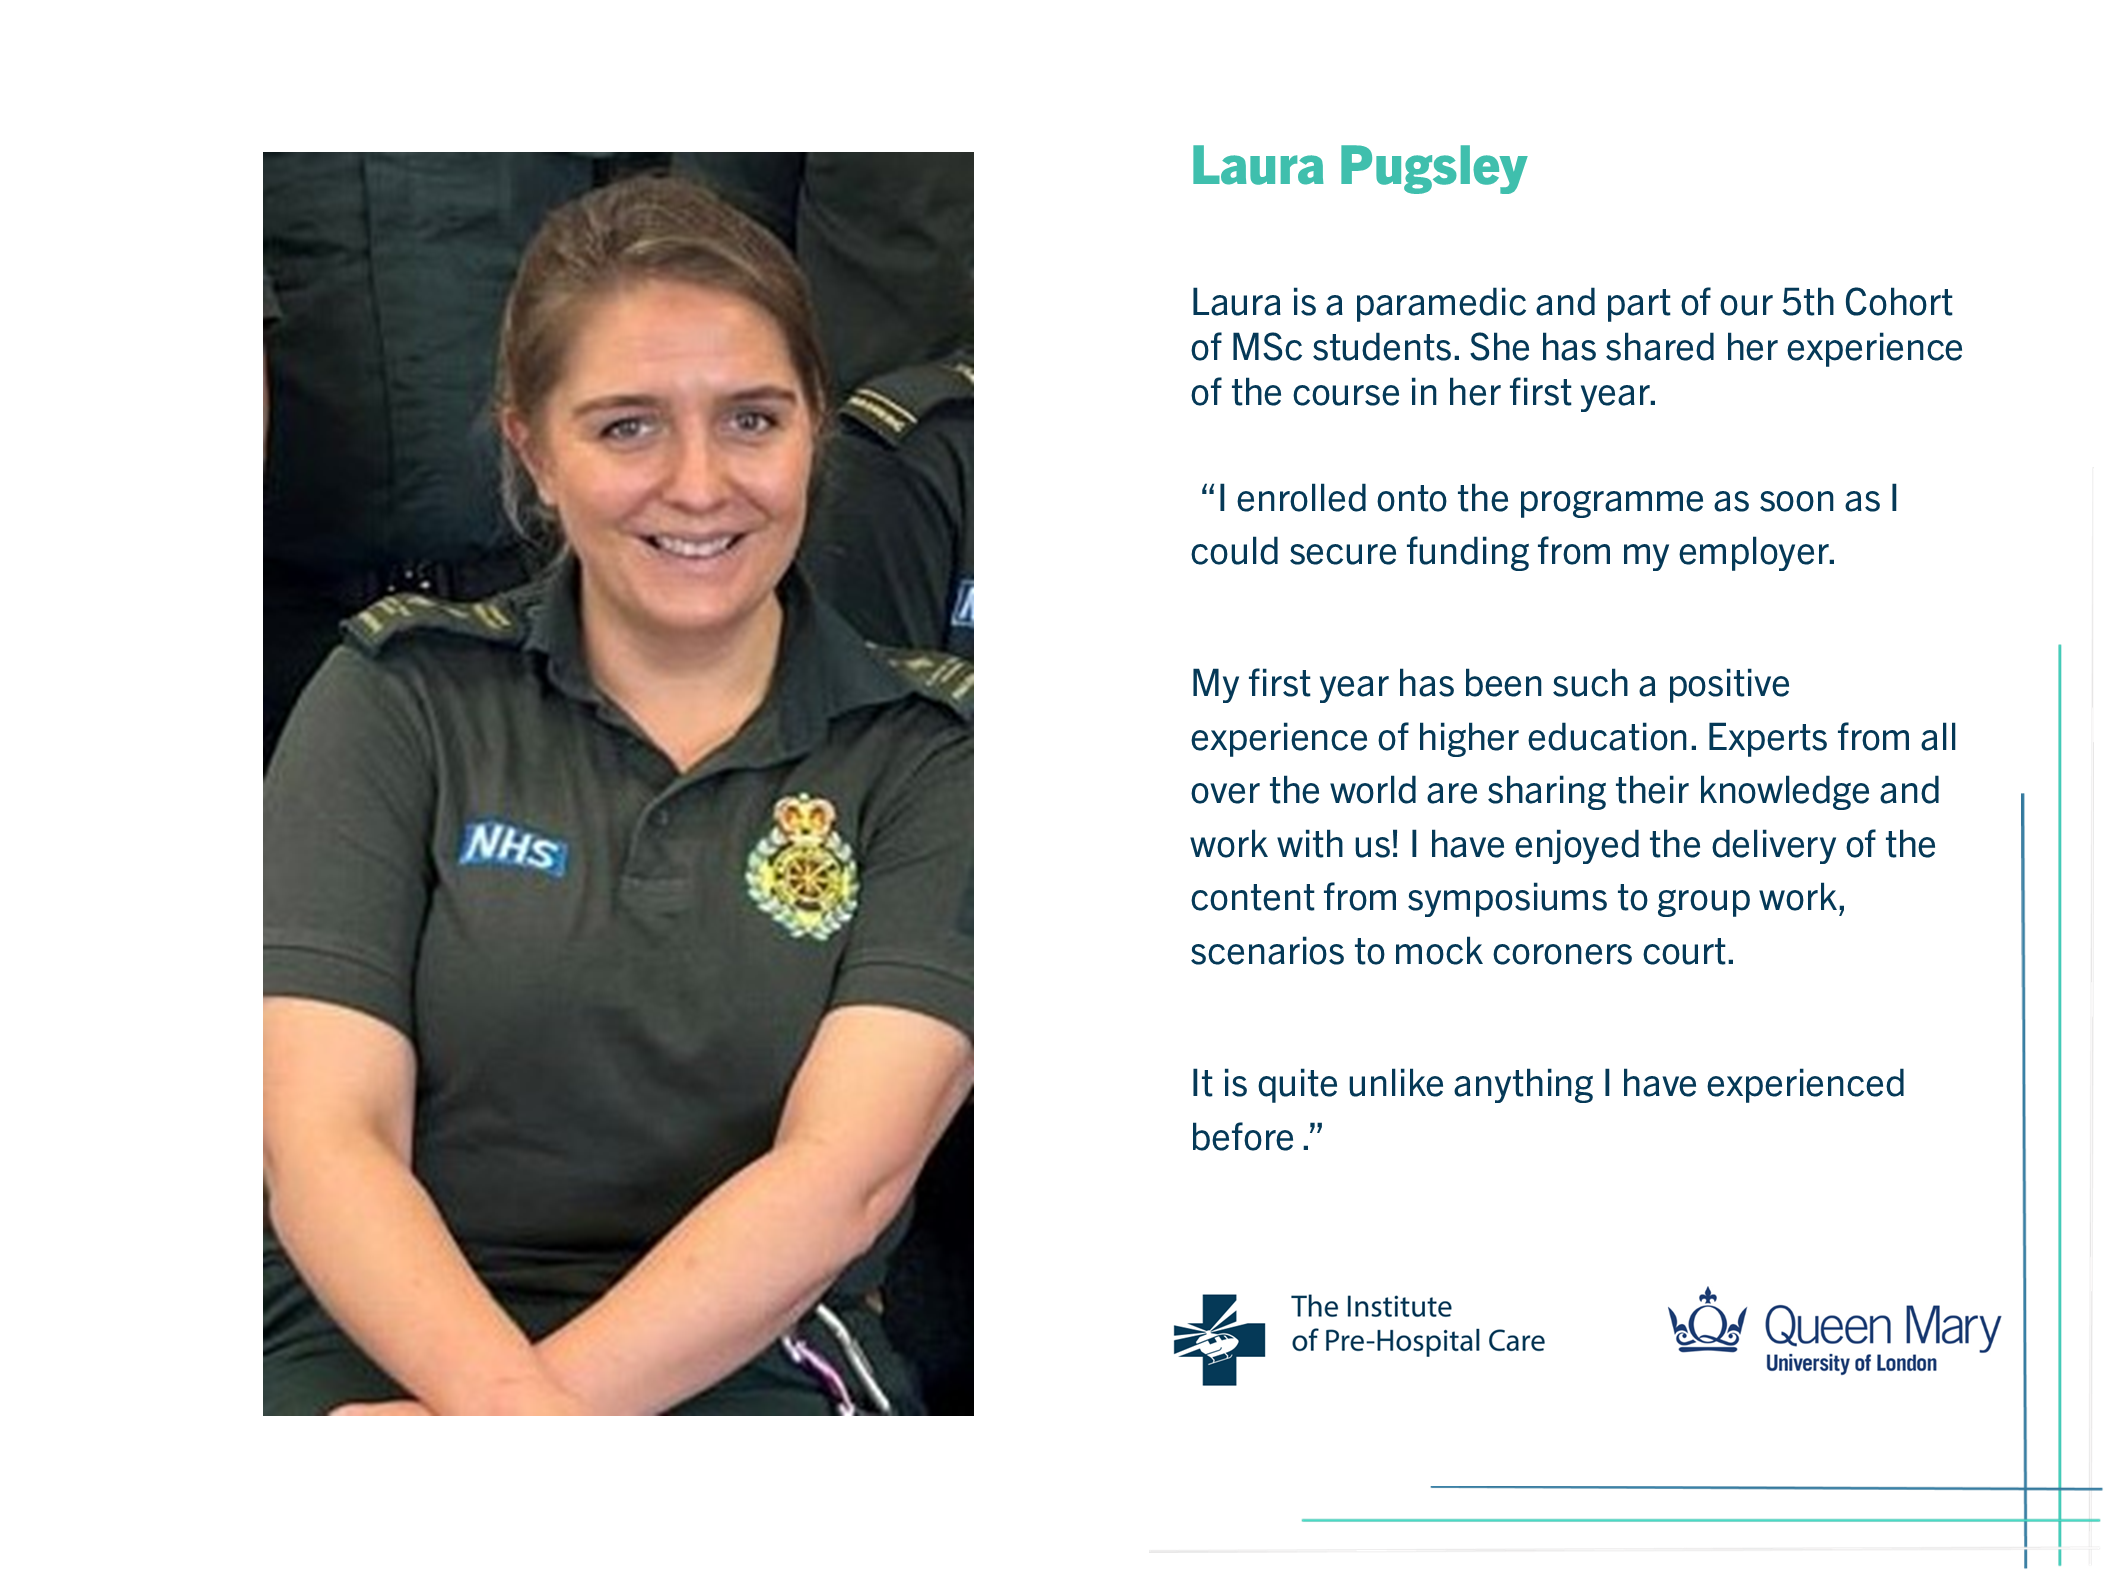 Laura Pugsley
Laura is a paramedic and part of our 5th Cohort
of MSc students. She has shared her experience
of the course in her first year.
“I enrolled onto the programme as soon as I
could secure funding from my employer.
My first year has been such a positive
experience of higher education. Experts from all
over the world are sharing their knowledge and
work with us! I have enjoyed the delivery of the
content from symposiums to group work,
scenarios to mock coroners court.
It is quite unlike anything I have experienced
before .”
NHS
The Institute
of Pre-Hospital Care
Queen Mary
University of London